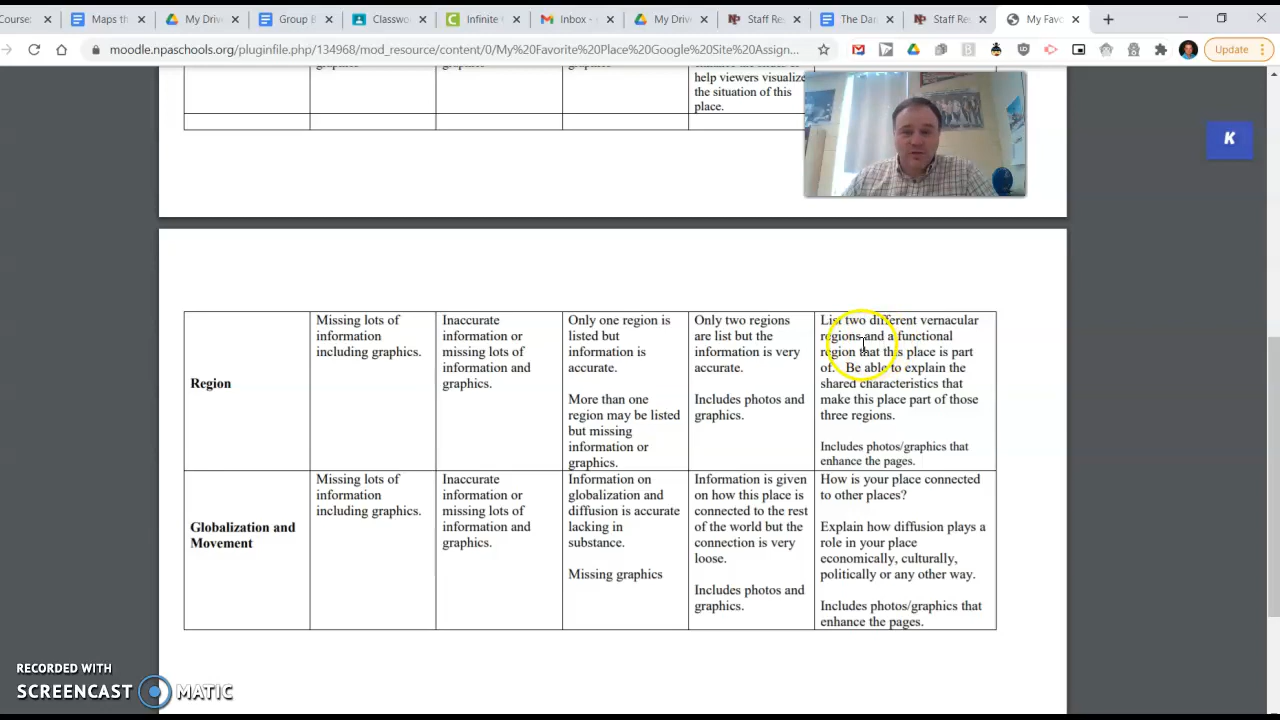 Course:
Maps th
My Drive
Group B
Classwo
Infinite
Inbox -
My Drive
Staff Re
The Dan
Staff Re
My Favo
moodle.npaschools.org/pluginfile.php/134968/mod_resource/content/0/My%20Favorite%20Place%20Google%20Site%20Assign...
Update
K
help viewers visualize
the situation of this
place.
Region
Missing lots of
information
including graphics.
Inaccurate
information or
missing lots of
information and
graphics.
Only one region is
listed but
information is
accurate.
More than one
region may be listed
but missing
information or
graphics.
Only two regions
are list but the
information is very
accurate.
Includes photos and
graphics.
List two different vernacular
regions and a functional
region that this place is part
of. Be able to explain the
shared characteristics that
make this place part of those
three regions.
Includes photos/graphics that
enhance the pages.
Globalization and
Movement
Missing lots of
information
including graphics.
Inaccurate
information or
missing lots of
information and
graphics.
Information on
globalization and
diffusion is accurate
lacking in
substance.
Missing graphics
Information is given
on how this place is
connected to the rest
of the world but the
connection is very
loose.
Includes photos and
graphics.
How is your place connected
to other places?
Explain how diffusion plays a
role in your place
economically, culturally,
politically or any other way.
Includes photos/graphics that
enhance the pages.
RECORDED WITH
SCREENCAST MATIC